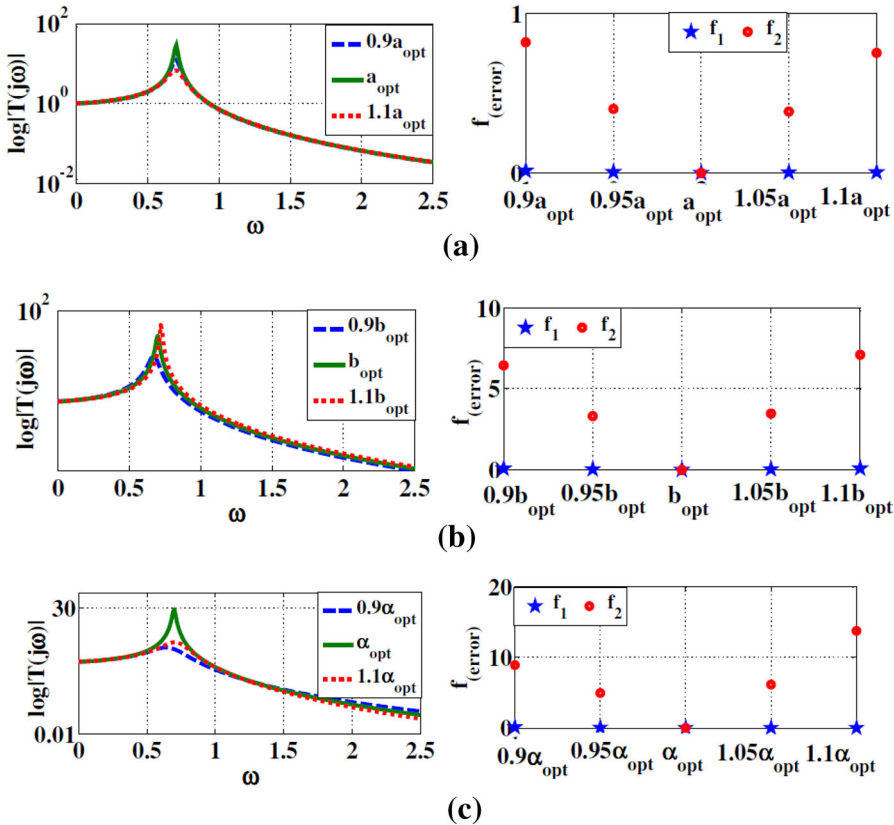 10^2
10^0
10^-2
log|T(jω)|
0.9a_opt
a_opt
1.1a_opt
0 0.5 1 1.5 2 2.5
ω
1
0
f_(error)
f_1 f_2
0.9a_opt 0.95a_opt a_opt 1.05a_opt 1.1a_opt
(a)
10^2
log|T(jω)|
0.9b_opt
b_opt
1.1b_opt
0 0.5 1 1.5 2 2.5
ω
10
5
0
f_(error)
f_1 f_2
0.9b_opt 0.95b_opt b_opt 1.05b_opt 1.1b_opt
(b)
30
0.01
log|T(jω)|
0.9α_opt
α_opt
1.1α_opt
0 0.5 1 1.5 2 2.5
ω
20
10
0
f_(error)
f_1 f_2
0.9α_opt 0.95α_opt α_opt 1.05α_opt 1.1α_opt
(c)